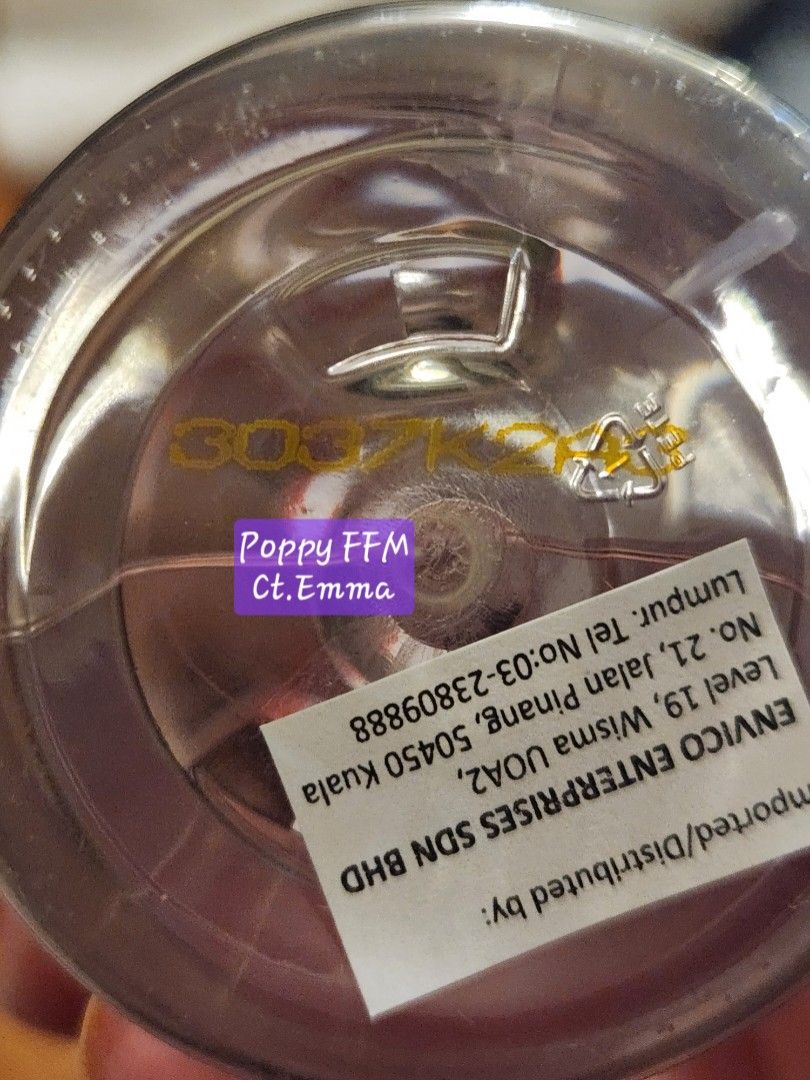 3037K2A3
Poppy FFM
Ct.Emma
Imported/Distributed by:
ENVICO ENTERPRISES SDN BHD
Level 19, Wisma UOA2,
No. 21, Jalan Pinang, 50450 Kuala
Lumpur. Tel No:03-23809888